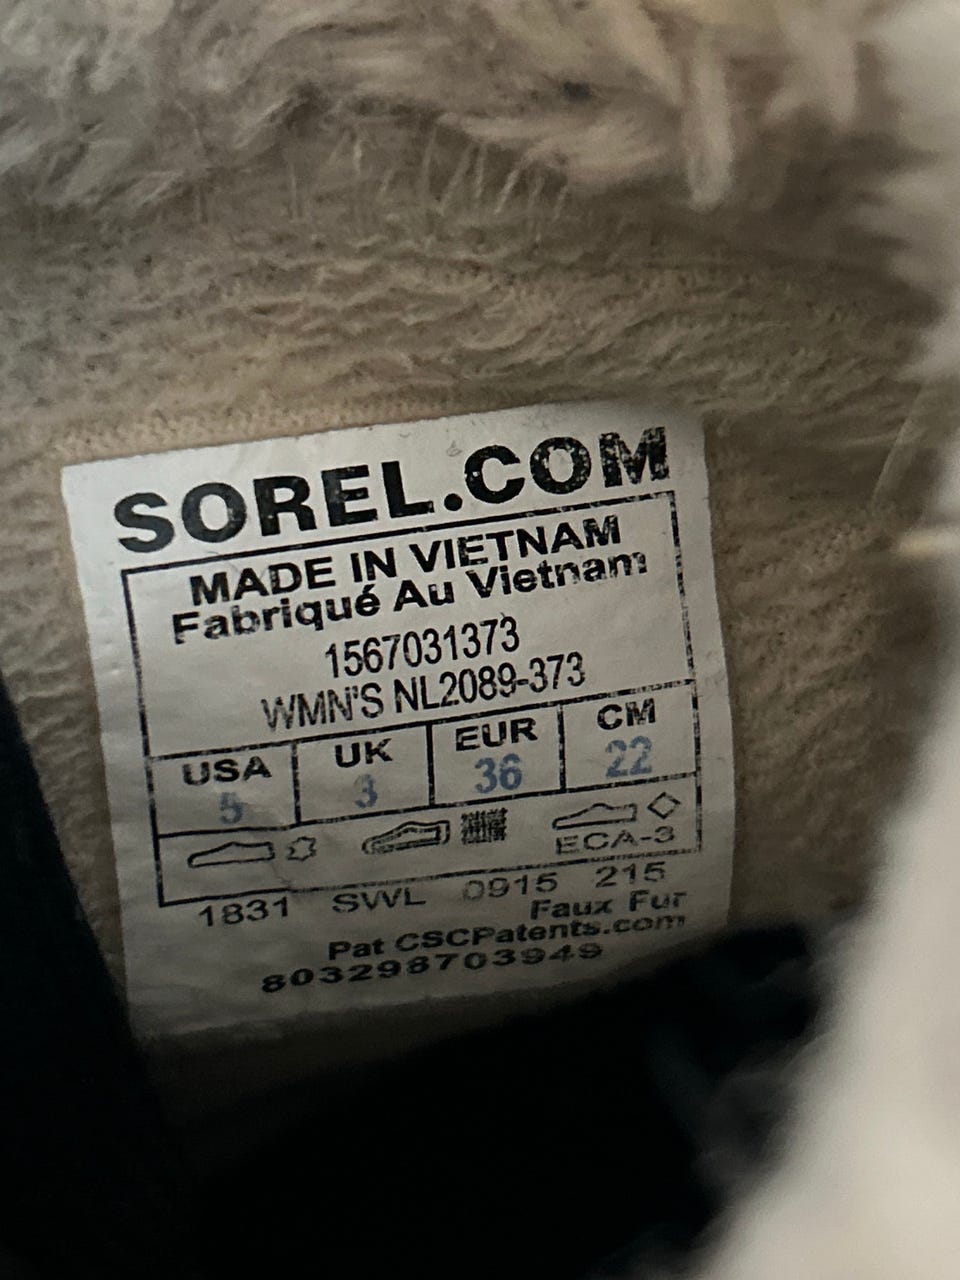 SOREL.COM
MADE IN VIETNAM
Fabriqué Au Vietnam
1567031373
WMN'S NL2089-373
USA UK EUR CM
5 3 36 22
ECA-3
1831 SVVL 0915 215
Faux Fur
Pat CSCPatents.com
803298703949